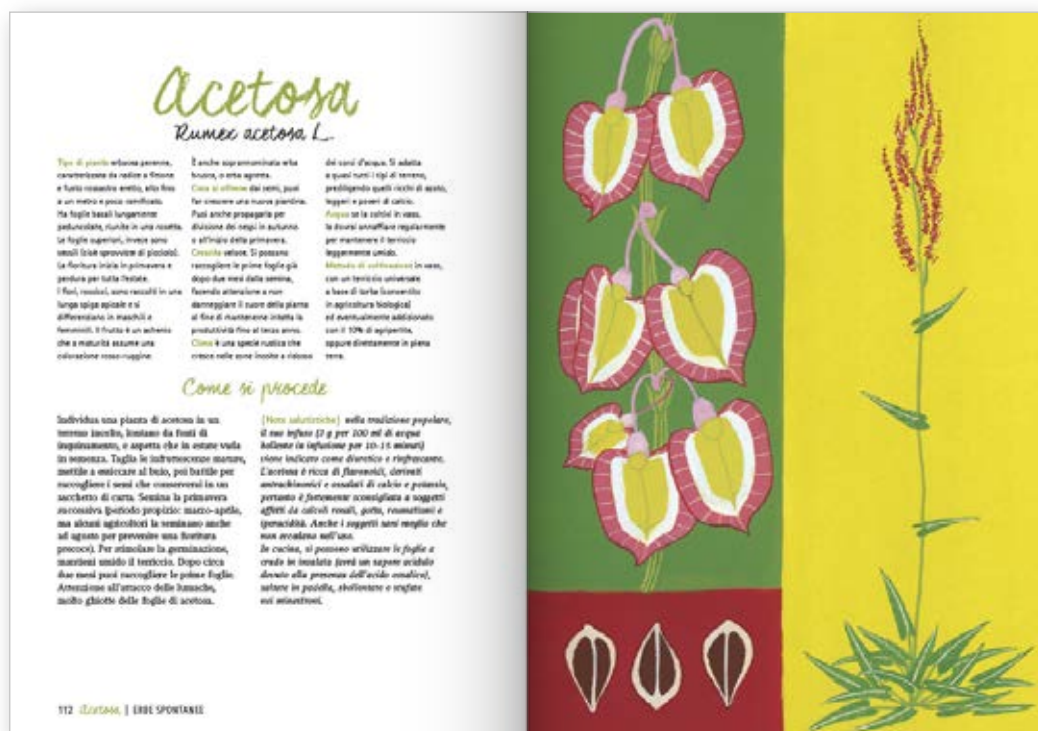 Acetosa
Rumex acetosa L.
Tipo di pianta erbacea perenne,
caratterizzata da radice a fittone
e fusto rossastro eretto, alto fino
a un metro e poco ramificato.
Ha foglie basali lungamente
peduncolate, riunite in una rosetta.
Le foglie superiori, invece sono
sessili (cioè sprovviste di picciolo).
La fioritura inizia in primavera e
perdura per tutta l'estate.
I fiori, rossicci, sono raccolti in una
lunga spiga apicale e si
differenziano in maschili e
femminili. Il frutto è un achenio
che a maturità assume una
colorazione rosso-ruggine.
È anche soprannominata erba
brusca, o erba agretta.
Cosa si ottiene dai semi, puoi
far crescere una nuova piantina.
Puoi anche propagarla per
divisione dei cespi in autunno
o all'inizio della primavera.
Crescita veloce. Si possono
raccogliere le prime foglie già
dopo due mesi dalla semina,
facendo attenzione a non
danneggiare il cuore della pianta
al fine di mantenerne intatta la
produttività fino al terzo anno.
Clima è una specie rustica che
cresce nelle zone incolte a ridosso
dei corsi d'acqua. Si adatta
a quasi tutti i tipi di terreno,
prediligendo quelli ricchi di azoto,
leggeri e poveri di calcio.
Acqua se la coltivi in vaso,
la dovrai annaffiare regolarmente
per mantenere il terriccio
leggermente umido.
Metodo di coltivazione in vaso,
con un terriccio universale
a base di torba (consentito
in agricoltura biologica)
ed eventualmente addizionato
con il 10% di agriperlite,
oppure direttamente in piena
terra.
Come si procede
Individua una pianta di acetosa in un
terreno incolto, lontano da fonti di
inquinamento, e aspetta che in estate vada
in semenza. Taglia le infruttescenze mature,
mettile a essiccare al buio, poi battile per
raccogliere i semi che conserverai in un
sacchetto di carta. Semina la primavera
successiva (periodo propizio: marzo-aprile,
ma alcuni agricoltori la seminano anche
ad agosto per prevenire una fioritura
precoce). Per stimolare la germinazione,
mantieni umido il terriccio. Dopo circa
due mesi puoi raccogliere le prime foglie.
Attenzione all'attacco delle lumache,
molto ghiotte delle foglie di acetosa.
[Note salutistiche] nella tradizione popolare,
il suo infuso (2 g per 100 ml di acqua
bollente in infusione per 10-15 minuti)
viene indicato come diuretico e rinfrescante.
L'acetosa è ricca di flavonoidi, derivati
antrachinonici e ossalati di calcio e potassio,
pertanto è fortemente sconsigliata a soggetti
affetti da calcoli renali, gotta, reumatismi e
iperacidità. Anche i soggetti sani meglio che
non eccedano nell'uso.
In cucina, si possono utilizzare le foglie a
crudo in insalata (avrà un sapore acidulo
dovuto alla presenza dell'acido ossalico),
saltate in padella, sbollentate o stufate
nei minestroni.
112 Acetosa | ERBE SPONTANEE